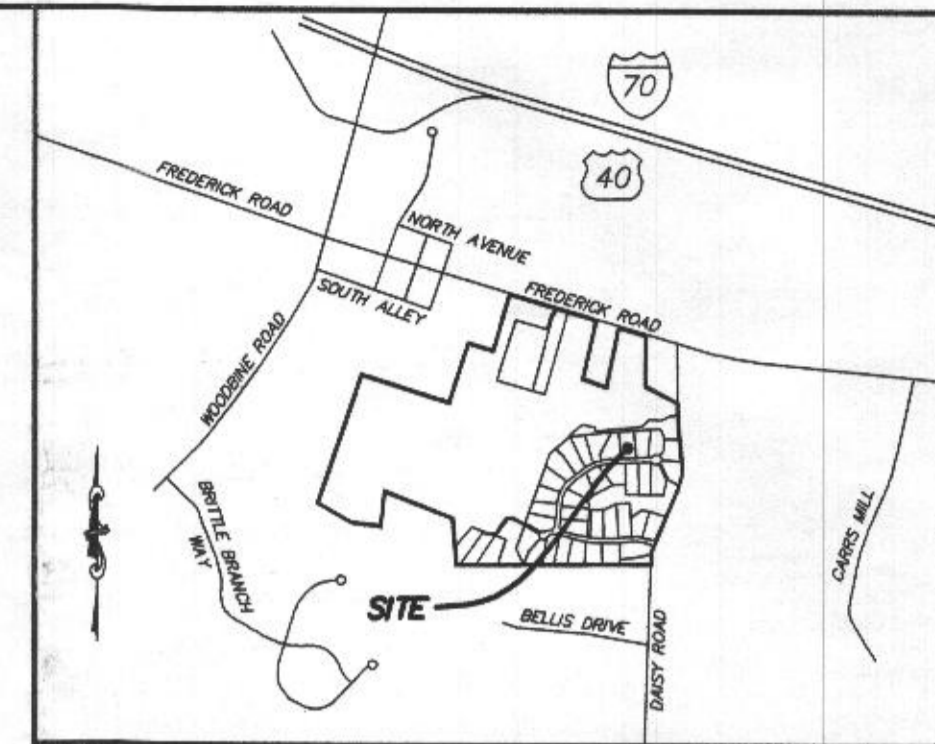 70
40
FREDERICK ROAD
NORTH AVENUE
SOUTH ALLEY
FREDERICK ROAD
WOODBINE ROAD
BRITTLE BRANCH
WAY
SITE
BELLIS DRIVE
DAISY ROAD
CARRS MILL